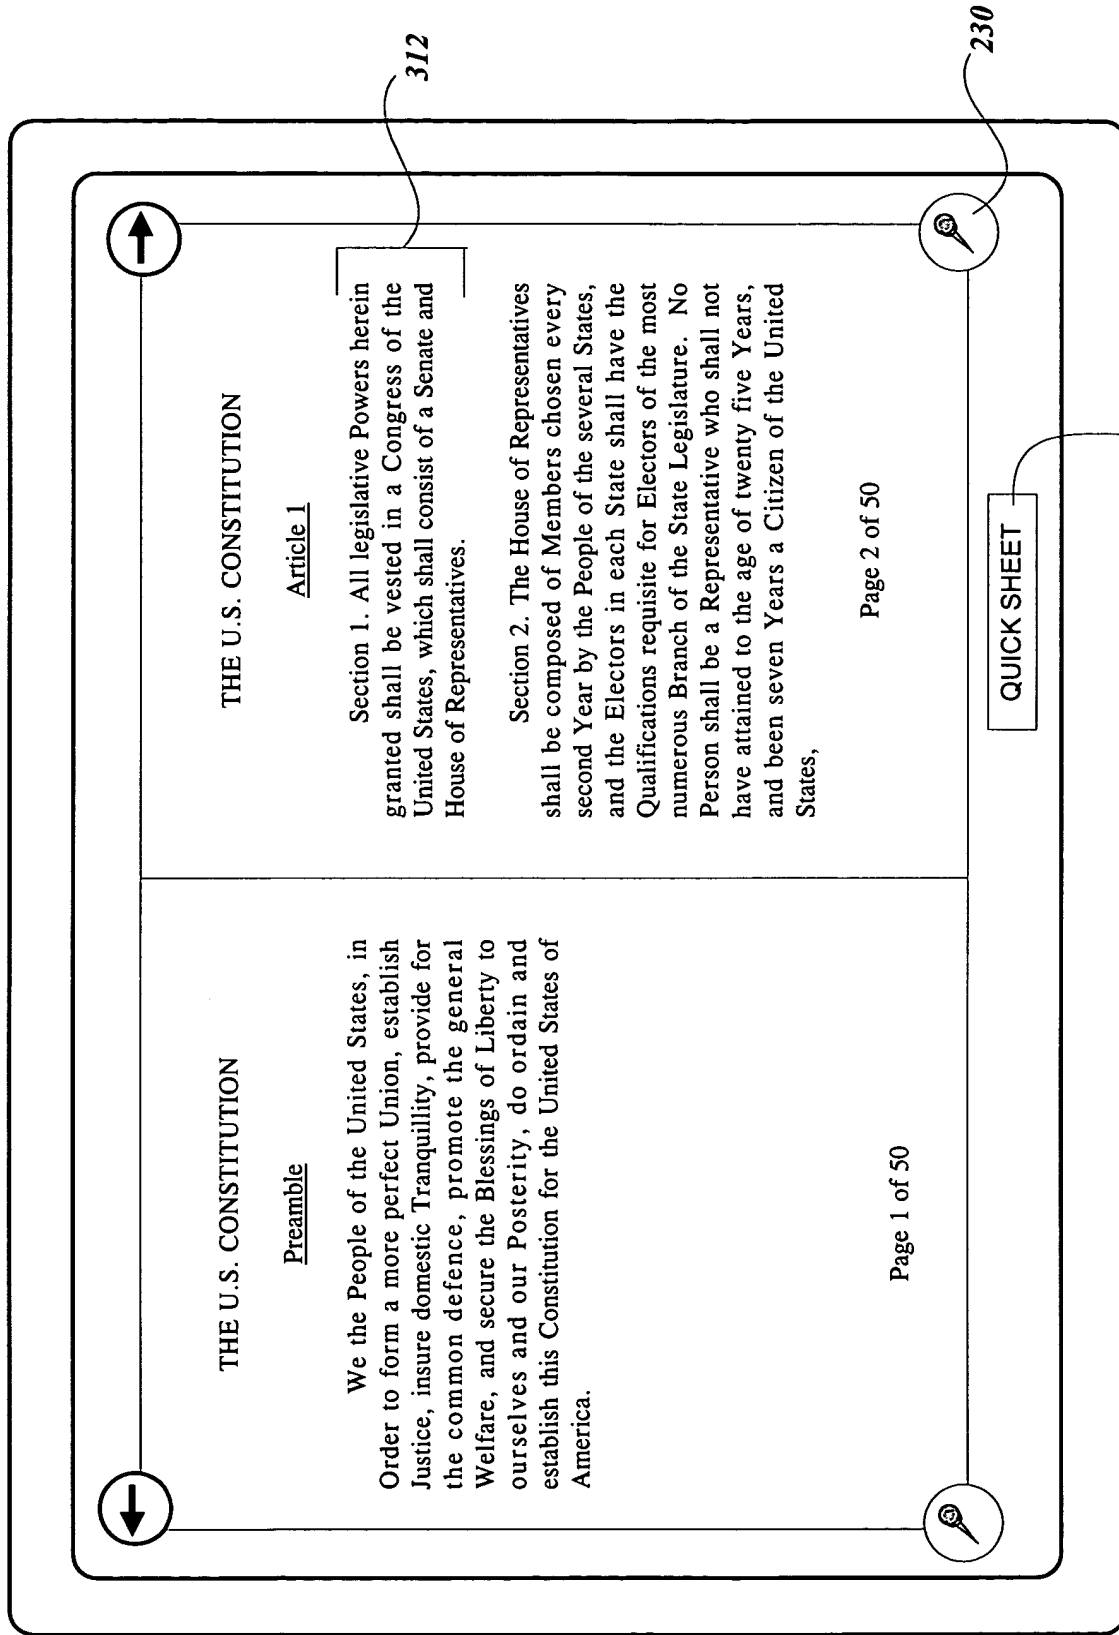 THE U.S. CONSTITUTION
Preamble
We the People of the United States, in
Order to form a more perfect Union, establish
Justice, insure domestic Tranquillity, provide for
the common defence, promote the general
Welfare, and secure the Blessings of Liberty to
ourselves and our Posterity, do ordain and
establish this Constitution for the United States of
America.
Page 1 of 50
THE U.S. CONSTITUTION
Article 1
Section 1. All legislative Powers herein
granted shall be vested in a Congress of the
United States, which shall consist of a Senate and
House of Representatives.
Section 2. The House of Representatives
shall be composed of Members chosen every
second Year by the People of the several States,
and the Electors in each State shall have the
Qualifications requisite for Electors of the most
numerous Branch of the State Legislature. No
Person shall be a Representative who shall not
have attained to the age of twenty five Years,
and been seven Years a Citizen of the United
States,
Page 2 of 50
QUICK SHEET
312
230